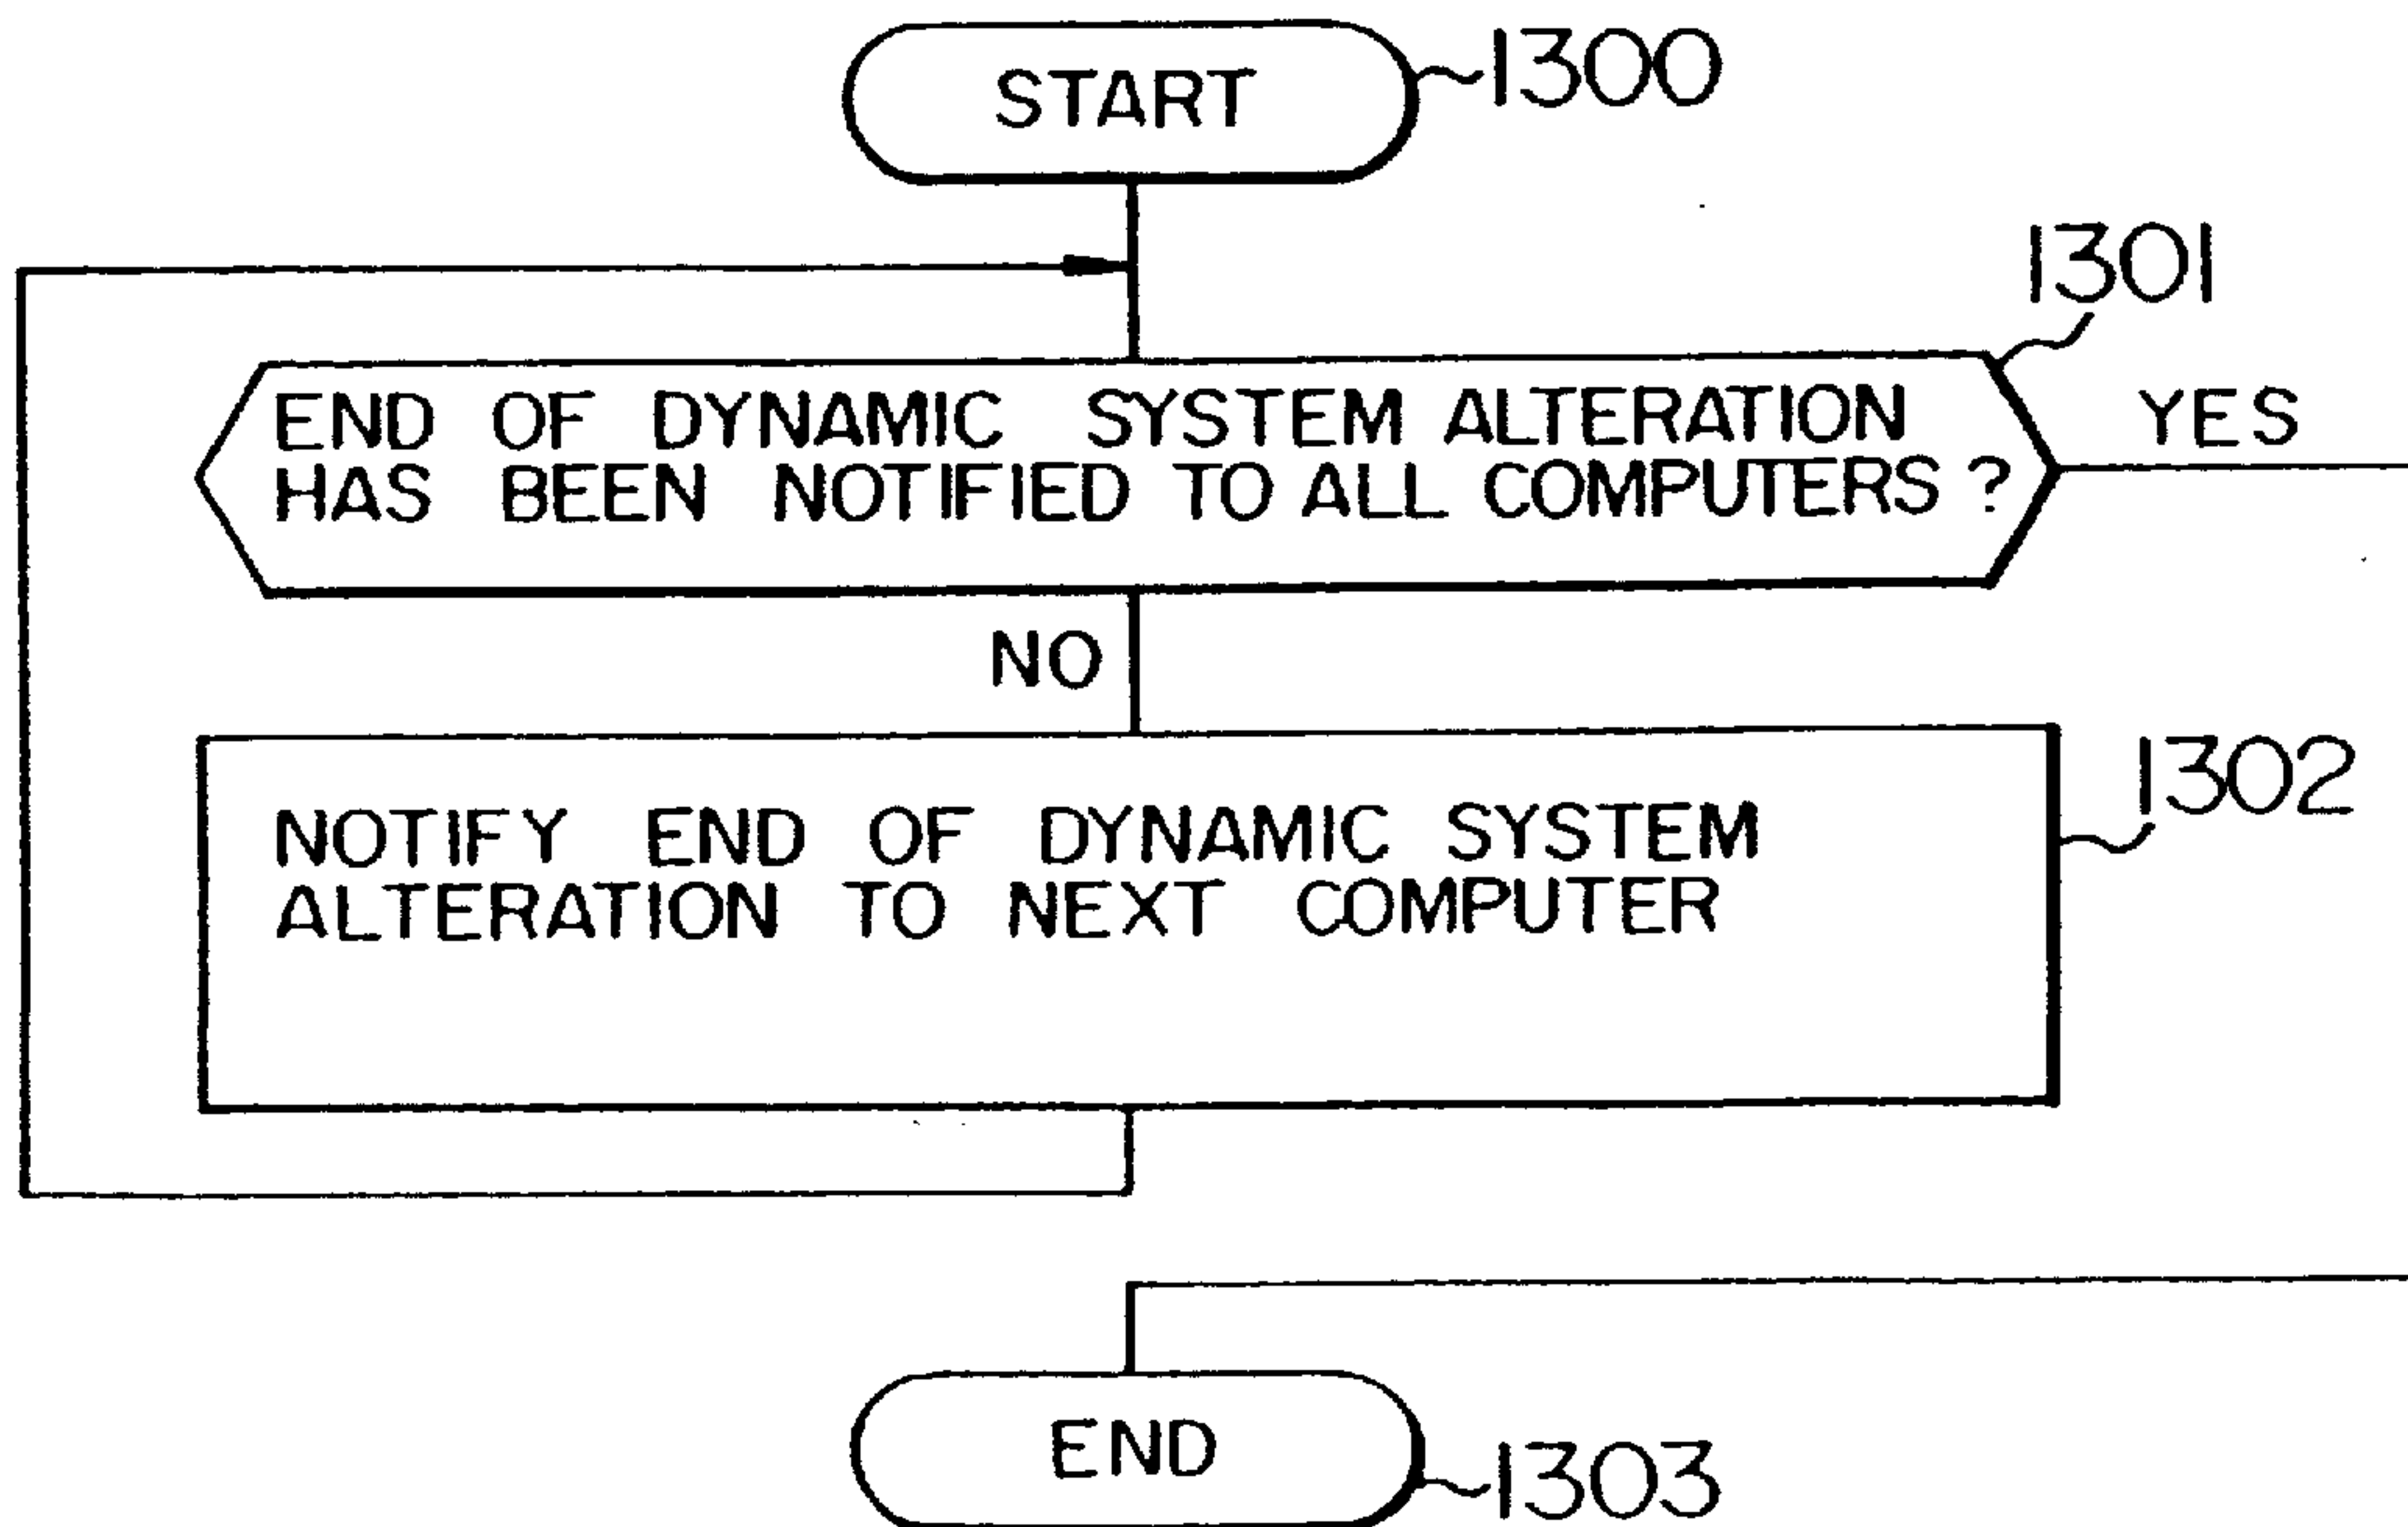 START
1300
1301
END OF DYNAMIC SYSTEM ALTERATION
HAS BEEN NOTIFIED TO ALL COMPUTERS ?
YES
NO
1302
NOTIFY END OF DYNAMIC SYSTEM
ALTERATION TO NEXT COMPUTER
END
1303